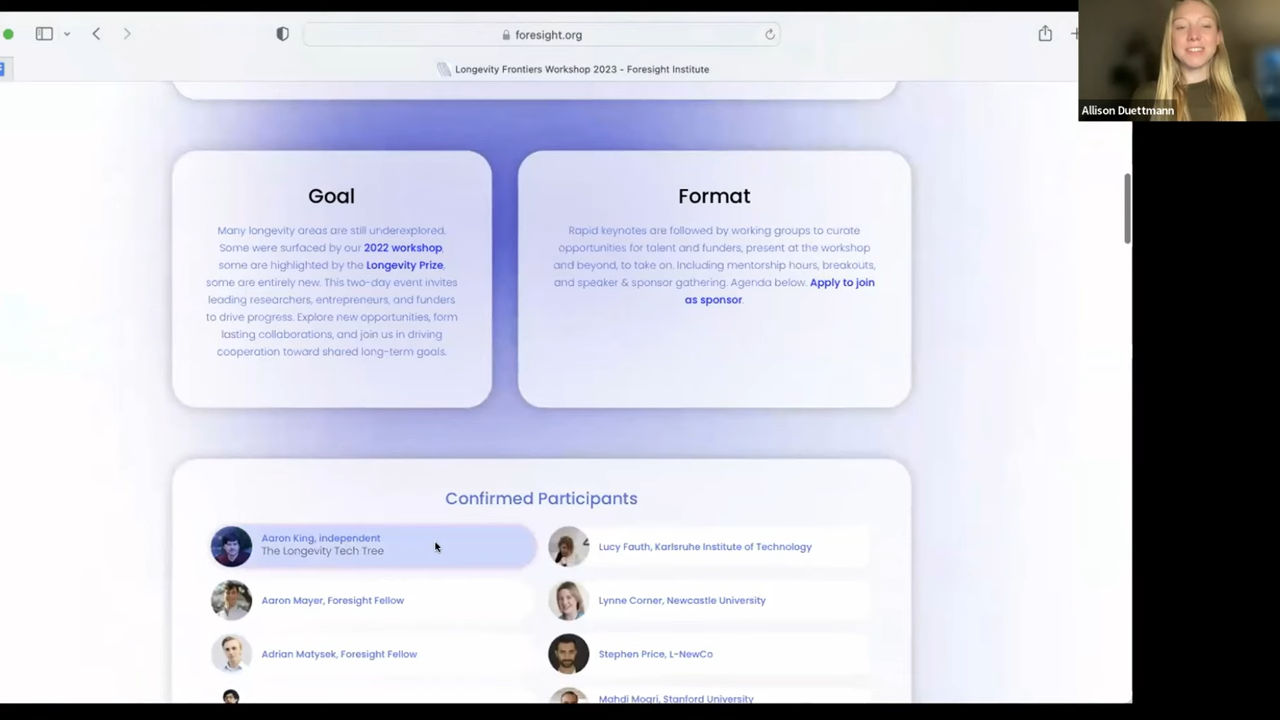 foresight.org
Longevity Frontiers Workshop 2023 - Foresight Institute
Allison Duettmann
Goal
Many longevity areas are still underexplored.
Some were surfaced by our 2022 workshop,
some are highlighted by the Longevity Prize,
some are entirely new. This two-day event invites
leading researchers, entrepreneurs, and funders
to drive progress. Explore new opportunities, form
lasting collaborations, and join us in driving
cooperation toward shared long-term goals.
Format
Rapid keynotes are followed by working groups to curate
opportunities for talent and funders, present at the workshop
and beyond, to take on. Including mentorship hours, breakouts,
and speaker & sponsor gathering. Agenda below. Apply to join
as sponsor.
Confirmed Participants
Aaron King, independent
The Longevity Tech Tree
Lucy Fauth, Karlsruhe Institute of Technology
Aaron Mayer, Foresight Fellow
Lynne Corner, Newcastle University
Adrian Matysek, Foresight Fellow
Stephen Price, L-NewCo
Mahdi Moqri, Stanford University